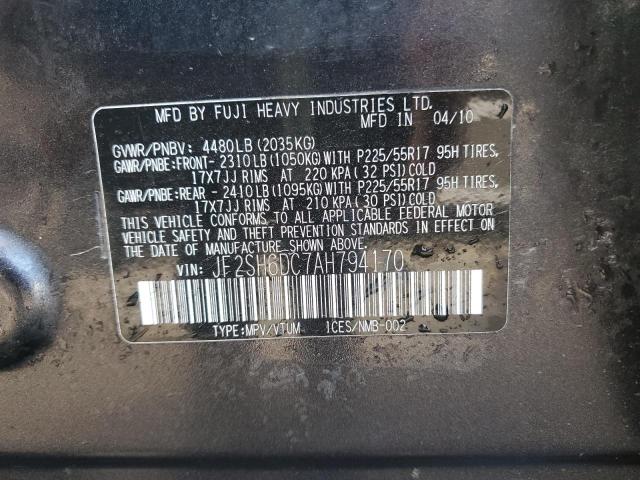 MFD BY FUJI HEAVY INDUSTRIES LTD.
MFD IN 04/10
GVWR/PNBV: 4480LB (2035KG)
GAWR/PNBE:FRONT- 2310LB(1050KG)WITH P225/55R17 95H TIRES,
17X7JJ RIMS AT 220 KPA (32 PSI)COLD
GAWR/PNBE:REAR - 2410LB(1095KG)WITH P225/55R17 95H TIRES,
17X7JJ RIMS AT 210 KPA(30 PSI)COLD
THIS VEHICLE CONFORMS TO ALL APPLICABLE FEDERAL MOTOR
VEHICLE SAFETY AND THEFT PREVENTION STANDARDS IN EFFECT ON
THE DATE OF MANUFACTURE SHOWN ABOVE.
VIN: JF2SH6DC7AH794170
TYPE:MPV/VTUM ICES/NMB-002